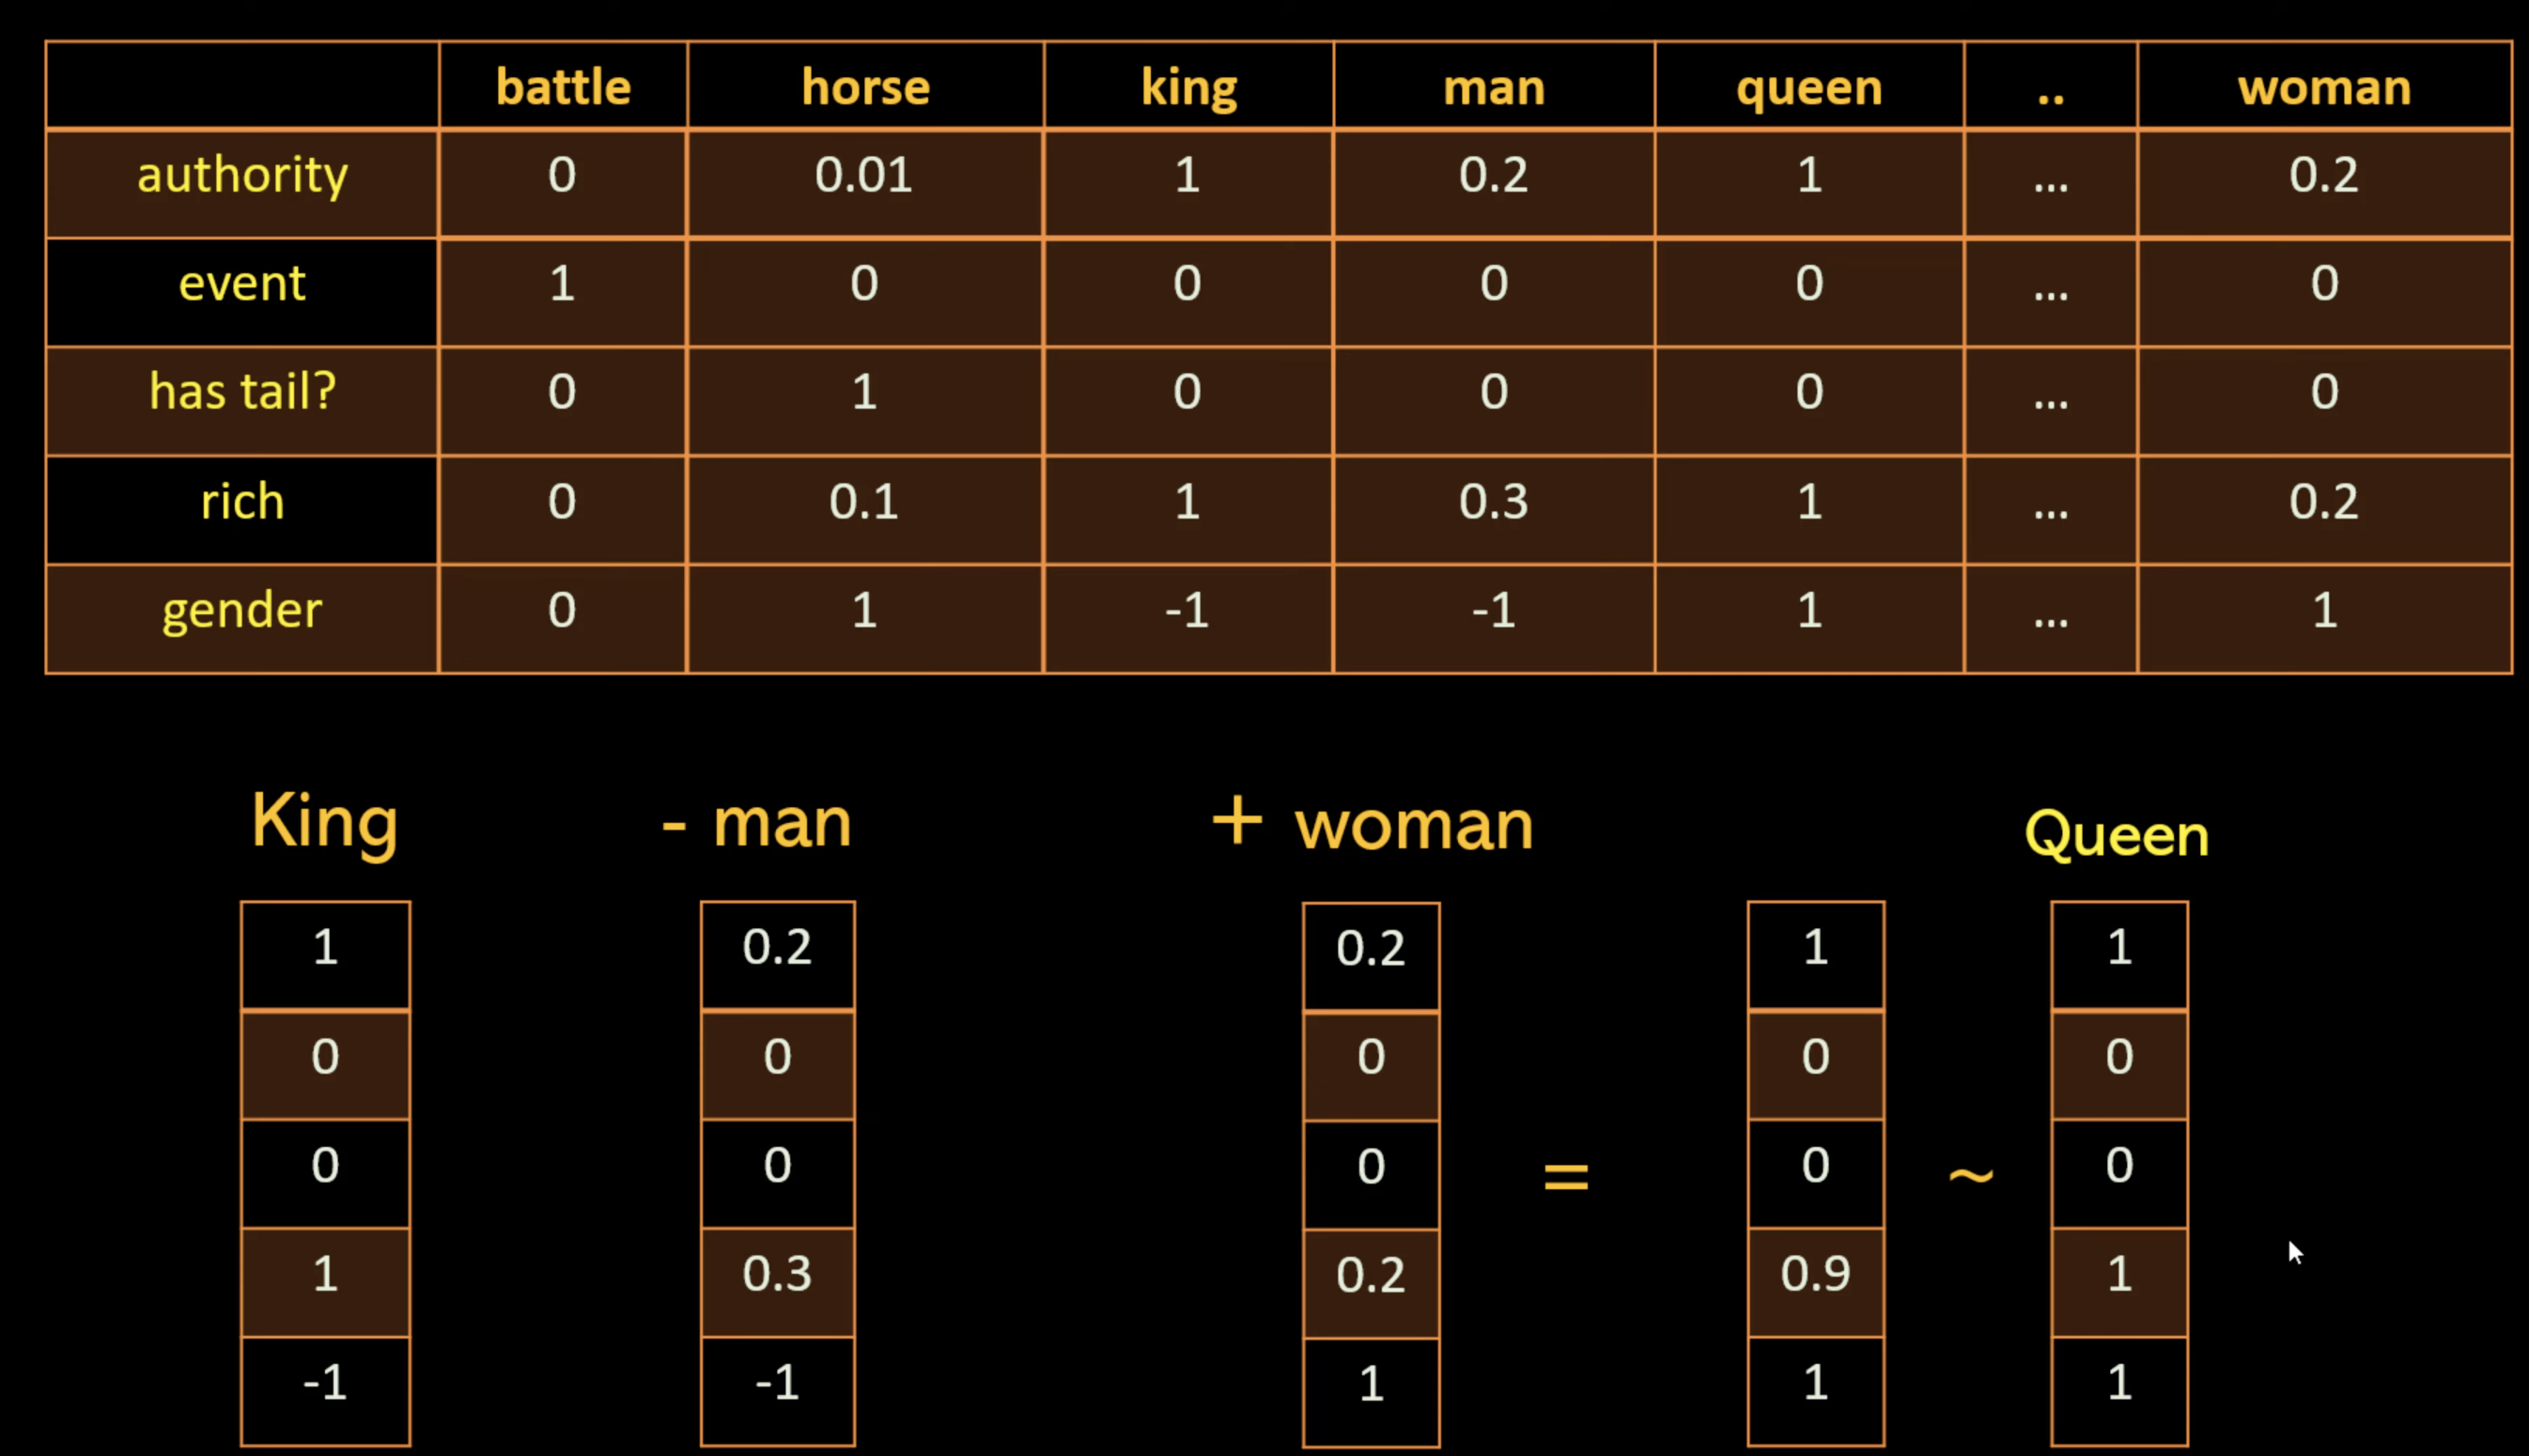 battle horse king man queen .. woman
authority 0 0.01 1 0.2 1 ... 0.2
event 1 0 0 0 0 ... 0
has tail? 0 1 0 0 0 ... 0
rich 0 0.1 1 0.3 1 ... 0.2
gender 0 1 -1 -1 1 ... 1
King - man + woman Queen
1 0.2 0.2 1 1
0 0 0 0 0
0 0 0 = 0 ~ 0
1 0.3 0.2 0.9 1
-1 -1 1 1 1